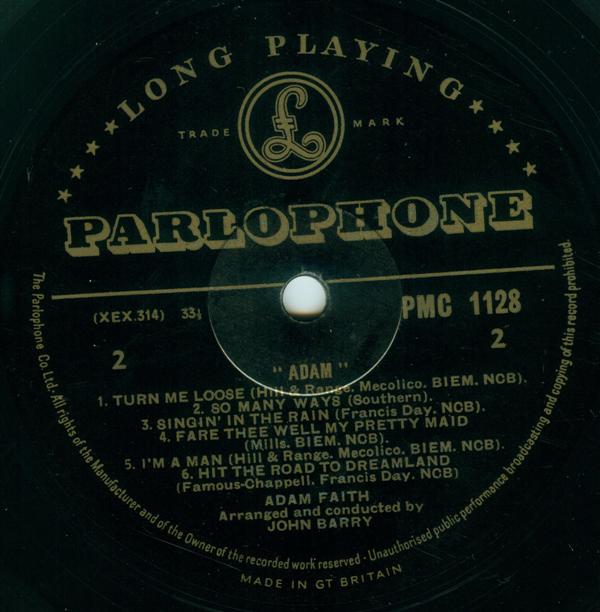 LONG PLAYING
TRADE MARK
£
PARLOPHONE
(XEX.314) 33⅓
PMC 1128
2
2
" ADAM "
1. TURN ME LOOSE (Hill & Range. Mecolico. BIEM. NCB).
2. SO MANY WAYS (Southern).
3. SINGIN' IN THE RAIN (Francis Day. NCB).
4. FARE THEE WELL MY PRETTY MAID
(Mills. BIEM. NCB).
5. I'M A MAN (Hill & Range. Mecolico. BIEM. NCB).
6. HIT THE ROAD TO DREAMLAND
(Famous-Chappell. Francis Day. NCB)
ADAM FAITH
Arranged and conducted by
JOHN BARRY
The Parlophone Co. Ltd. All rights of the Manufacturer and of the Owner of the recorded work reserved - Unauthorised public performance broadcasting and copying of this record prohibited.
MADE IN GT BRITAIN